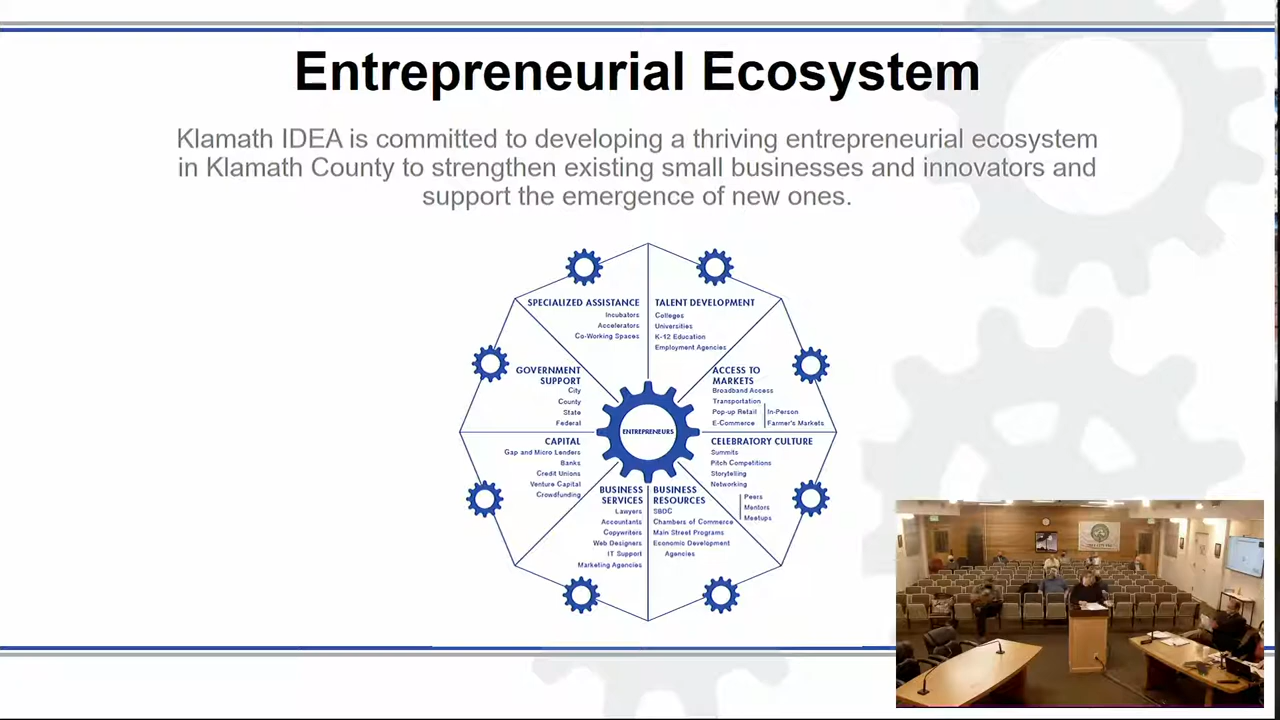 Entrepreneurial Ecosystem
Klamath IDEA is committed to developing a thriving entrepreneurial ecosystem
in Klamath County to strengthen existing small businesses and innovators and
support the emergence of new ones.
SPECIALIZED ASSISTANCE
Incubators
Accelerators
Co-Working Spaces
TALENT DEVELOPMENT
Colleges
Universities
K-12 Education
Employment Agencies
GOVERNMENT
SUPPORT
City
County
State
Federal
ACCESS TO
MARKETS
Broadband Access
Transportation
Pop-up Retail
E-Commerce
In-Person
Farmer's Markets
ENTREPRENEURS
CAPITAL
Gap and Micro Lenders
Banks
Credit Unions
Venture Capital
Crowdfunding
CELEBRATORY CULTURE
Summits
Pitch Competitions
Storytelling
Networking
Peers
Mentors
Meetups
BUSINESS
SERVICES
Lawyers
Accountants
Copywriters
Web Designers
IT Support
Marketing Agencies
BUSINESS
RESOURCES
SBDC
Chambers of Commerce
Main Street Programs
Economic Development
Agencies